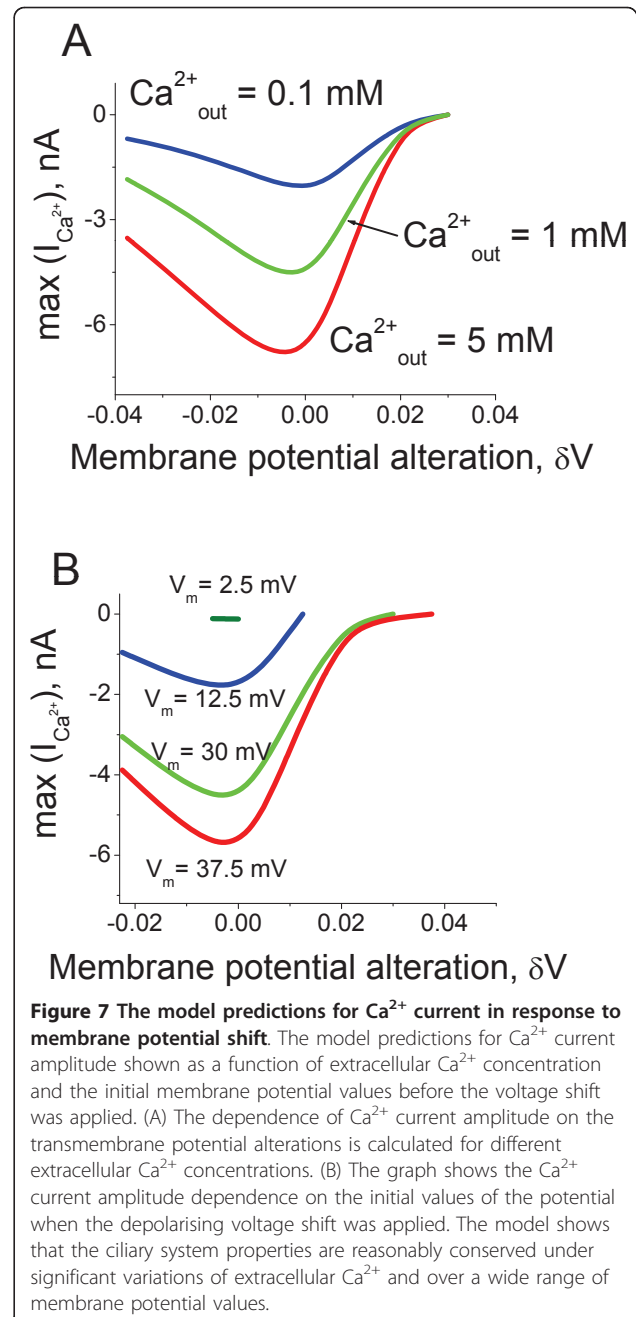 A
Ca²⁺out = 0.1 mM
0
-3
-6
max (I Ca²⁺), nA
Ca²⁺out = 1 mM
Ca²⁺out = 5 mM
-0.04 -0.02 0.00 0.02 0.04
Membrane potential alteration, δV
B
Vm = 2.5 mV
0
-2
-4
-6
max (I Ca²⁺), nA
Vm = 12.5 mV
Vm = 30 mV
Vm = 37.5 mV
-0.02 0.00 0.02 0.04
Membrane potential alteration, δV
Figure 7 The model predictions for Ca²⁺ current in response to
membrane potential shift. The model predictions for Ca²⁺ current
amplitude shown as a function of extracellular Ca²⁺ concentration
and the initial membrane potential values before the voltage shift
was applied. (A) The dependence of Ca²⁺ current amplitude on the
transmembrane potential alterations is calculated for different
extracellular Ca²⁺ concentrations. (B) The graph shows the Ca²⁺
current amplitude dependence on the initial values of the potential
when the depolarising voltage shift was applied. The model shows
that the ciliary system properties are reasonably conserved under
significant variations of extracellular Ca²⁺ and over a wide range of
membrane potential values.